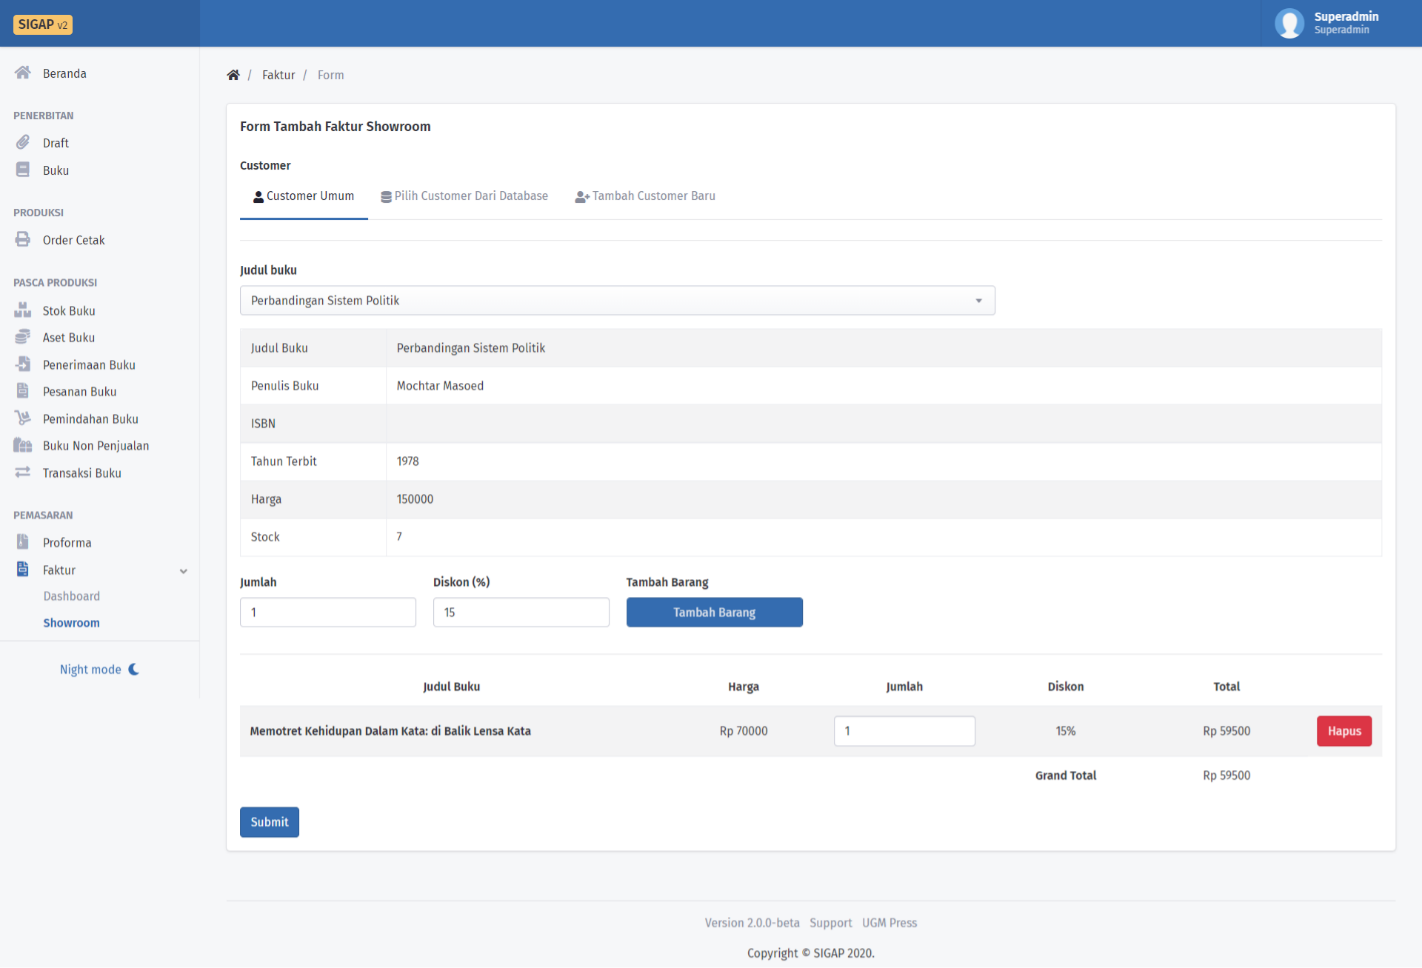 SIGAP v2
Superadmin
Superadmin
Beranda
PENERBITAN
Draft
Buku
PRODUKSI
Order Cetak
PASCA PRODUKSI
Stok Buku
Aset Buku
Penerimaan Buku
Pesanan Buku
Pemindahan Buku
Buku Non Penjualan
Transaksi Buku
PEMASARAN
Proforma
Faktur
Dashboard
Showroom
Night mode
/ Faktur / Form
Form Tambah Faktur Showroom
Customer
Customer Umum Pilih Customer Dari Database Tambah Customer Baru
Judul buku
Perbandingan Sistem Politik
Judul Buku Perbandingan Sistem Politik
Penulis Buku Mochtar Masoed
ISBN
Tahun Terbit 1978
Harga 150000
Stock 7
Jumlah Diskon (%) Tambah Barang
1 15 Tambah Barang
Judul Buku Harga Jumlah Diskon Total
Memotret Kehidupan Dalam Kata: di Balik Lensa Kata Rp 70000 1 15% Rp 59500 Hapus
Grand Total Rp 59500
Submit
Version 2.0.0-beta Support UGM Press
Copyright © SIGAP 2020.